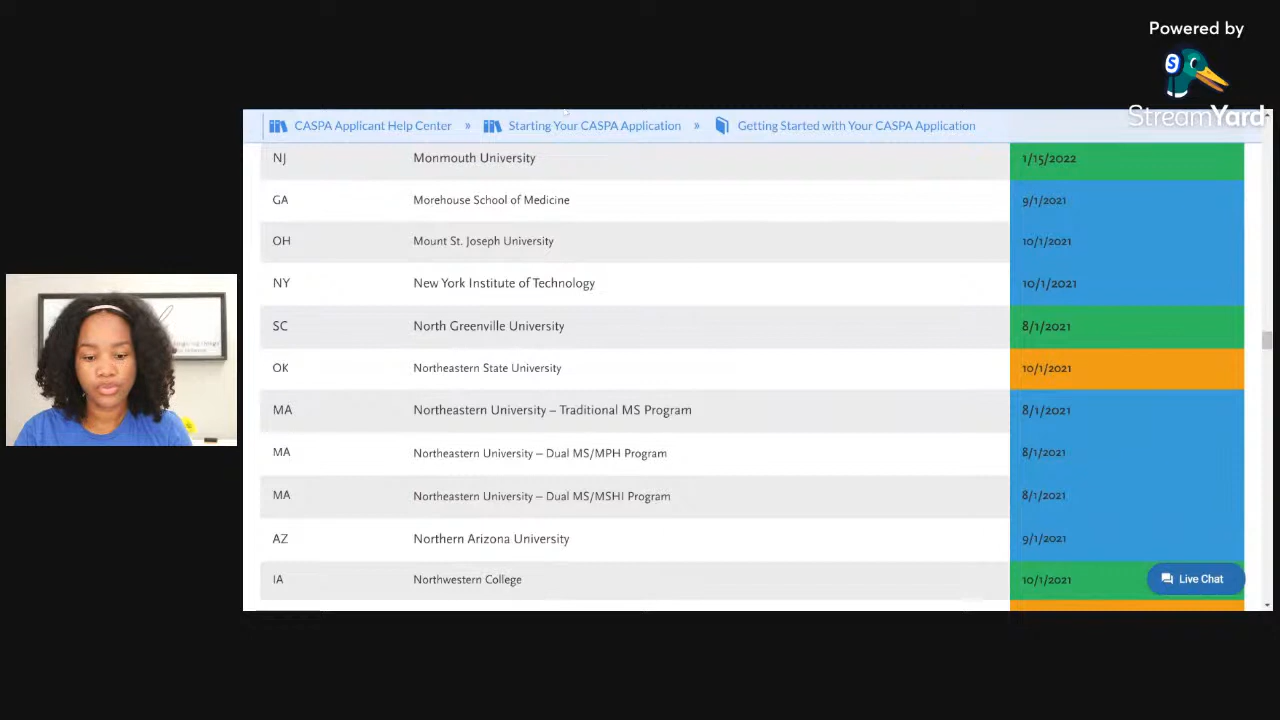 Powered by
S
StreamYard
CASPA Applicant Help Center » Starting Your CASPA Application » Getting Started with Your CASPA Application
NJ Monmouth University 1/15/2022
GA Morehouse School of Medicine 9/1/2021
OH Mount St. Joseph University 10/1/2021
NY New York Institute of Technology 10/1/2021
SC North Greenville University 8/1/2021
OK Northeastern State University 10/1/2021
MA Northeastern University – Traditional MS Program 8/1/2021
MA Northeastern University – Dual MS/MPH Program 8/1/2021
MA Northeastern University – Dual MS/MSHI Program 8/1/2021
AZ Northern Arizona University 9/1/2021
IA Northwestern College 10/1/2021
Live Chat